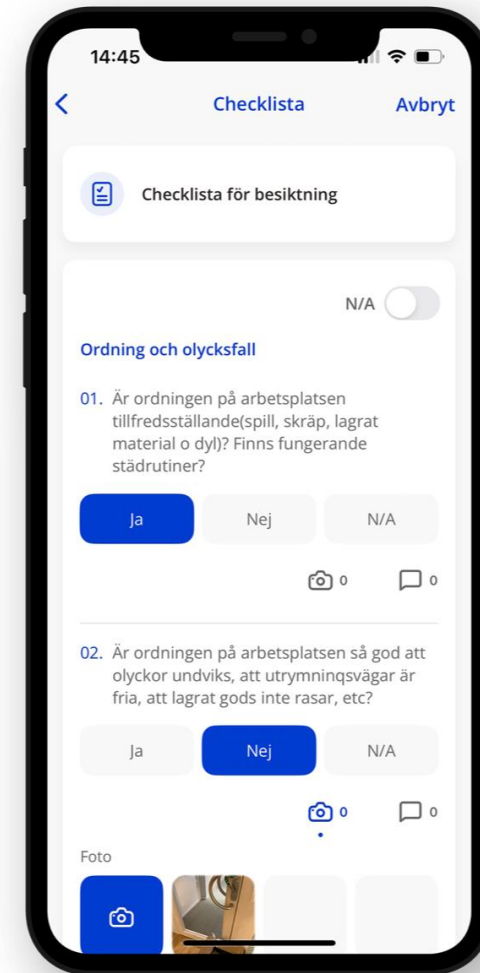 14:45
Checklista
Avbryt
Checklista för besiktning
N/A
Ordning och olycksfall
01. Är ordningen på arbetsplatsen
tillfredsställande(spill, skräp, lagrat
material o dyl)? Finns fungerande
städrutiner?
Ja
Nej
N/A
0
0
02. Är ordningen på arbetsplatsen så god att
olyckor undviks, att utrymninqsvägar är
fria, att lagrat gods inte rasar, etc?
Ja
Nej
N/A
0
0
Foto